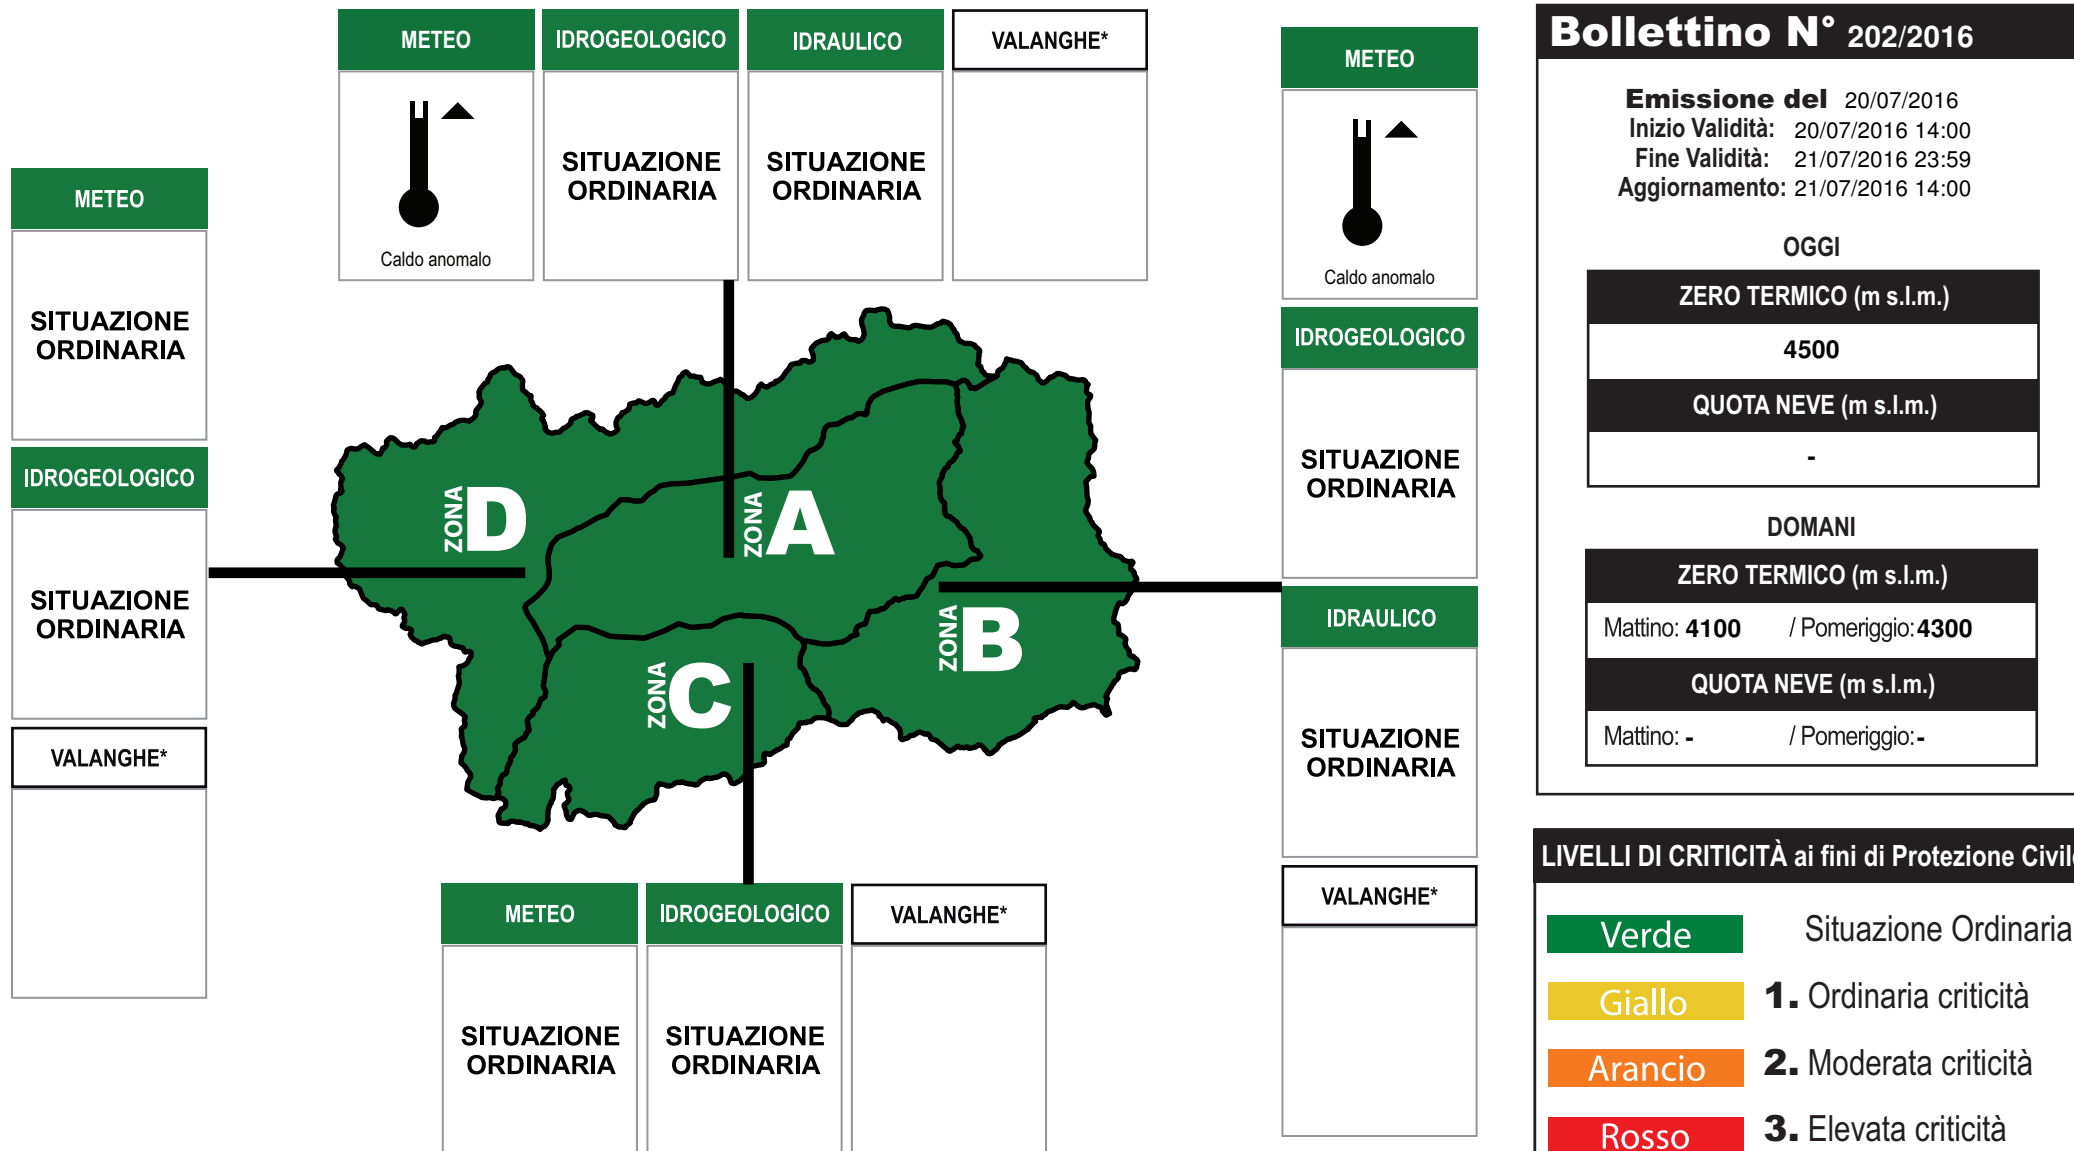 METEO
IDROGEOLOGICO
IDRAULICO
VALANGHE*
Caldo anomalo
SITUAZIONE
ORDINARIA
SITUAZIONE
ORDINARIA
METEO
SITUAZIONE
ORDINARIA
IDROGEOLOGICO
SITUAZIONE
ORDINARIA
VALANGHE*
ZONA D
ZONA A
ZONA B
ZONA C
METEO
Caldo anomalo
IDROGEOLOGICO
SITUAZIONE
ORDINARIA
IDRAULICO
SITUAZIONE
ORDINARIA
VALANGHE*
METEO
IDROGEOLOGICO
VALANGHE*
SITUAZIONE
ORDINARIA
SITUAZIONE
ORDINARIA
Bollettino N° 202/2016
Emissione del 20/07/2016
Inizio Validità: 20/07/2016 14:00
Fine Validità: 21/07/2016 23:59
Aggiornamento: 21/07/2016 14:00
OGGI
ZERO TERMICO (m s.l.m.)
4500
QUOTA NEVE (m s.l.m.)
-
DOMANI
ZERO TERMICO (m s.l.m.)
Mattino: 4100 / Pomeriggio: 4300
QUOTA NEVE (m s.l.m.)
Mattino: - / Pomeriggio: -
LIVELLI DI CRITICITÀ ai fini di Protezione Civile
Verde Situazione Ordinaria
Giallo 1. Ordinaria criticità
Arancio 2. Moderata criticità
Rosso 3. Elevata criticità